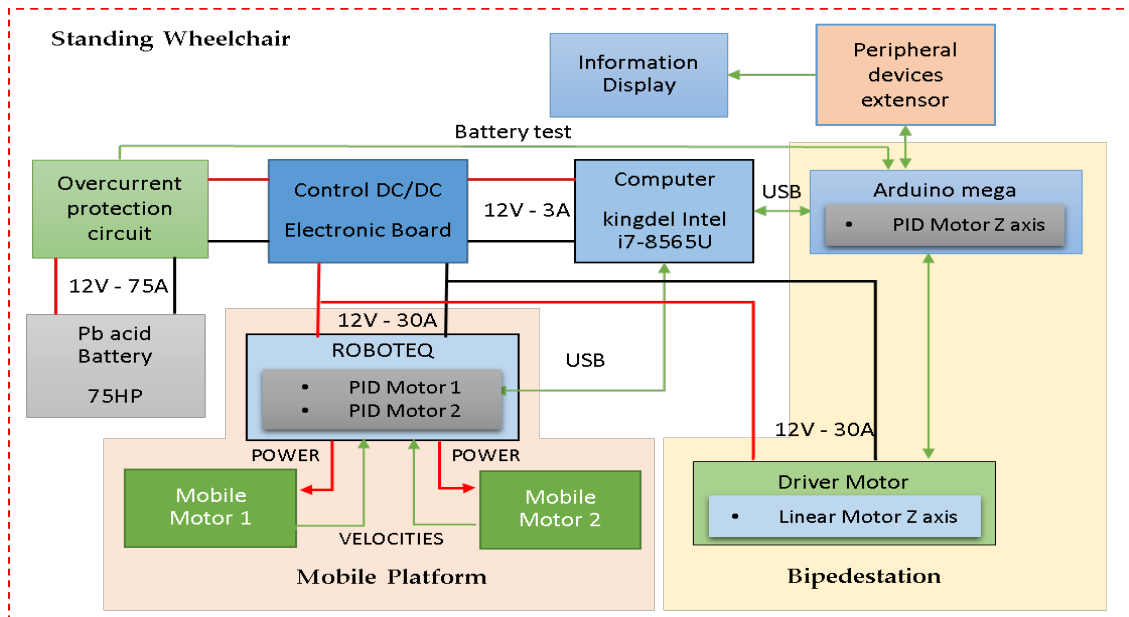 Standing Wheelchair
Information
Display
Peripheral
devices
extensor
Battery test
Overcurrent
protection
circuit
Control DC/DC
Electronic Board
12V - 3A
Computer
kingdel Intel
i7-8565U
USB
Arduino mega
• PID Motor Z axis
12V - 75A
Pb acid
Battery
75HP
12V - 30A
ROBOTEQ
• PID Motor 1
• PID Motor 2
USB
POWER
POWER
Mobile
Motor 1
Mobile
Motor 2
VELOCITIES
Mobile Platform
12V - 30A
Driver Motor
• Linear Motor Z axis
Bipedestation